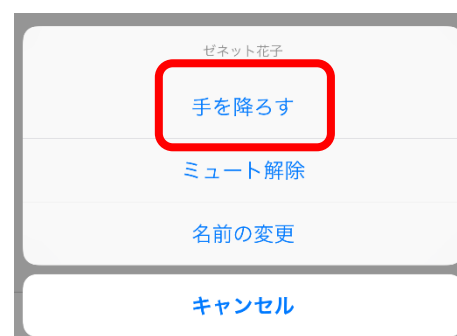 ゼネット花子
手を降ろす
ミュート解除
名前の変更
キャンセル